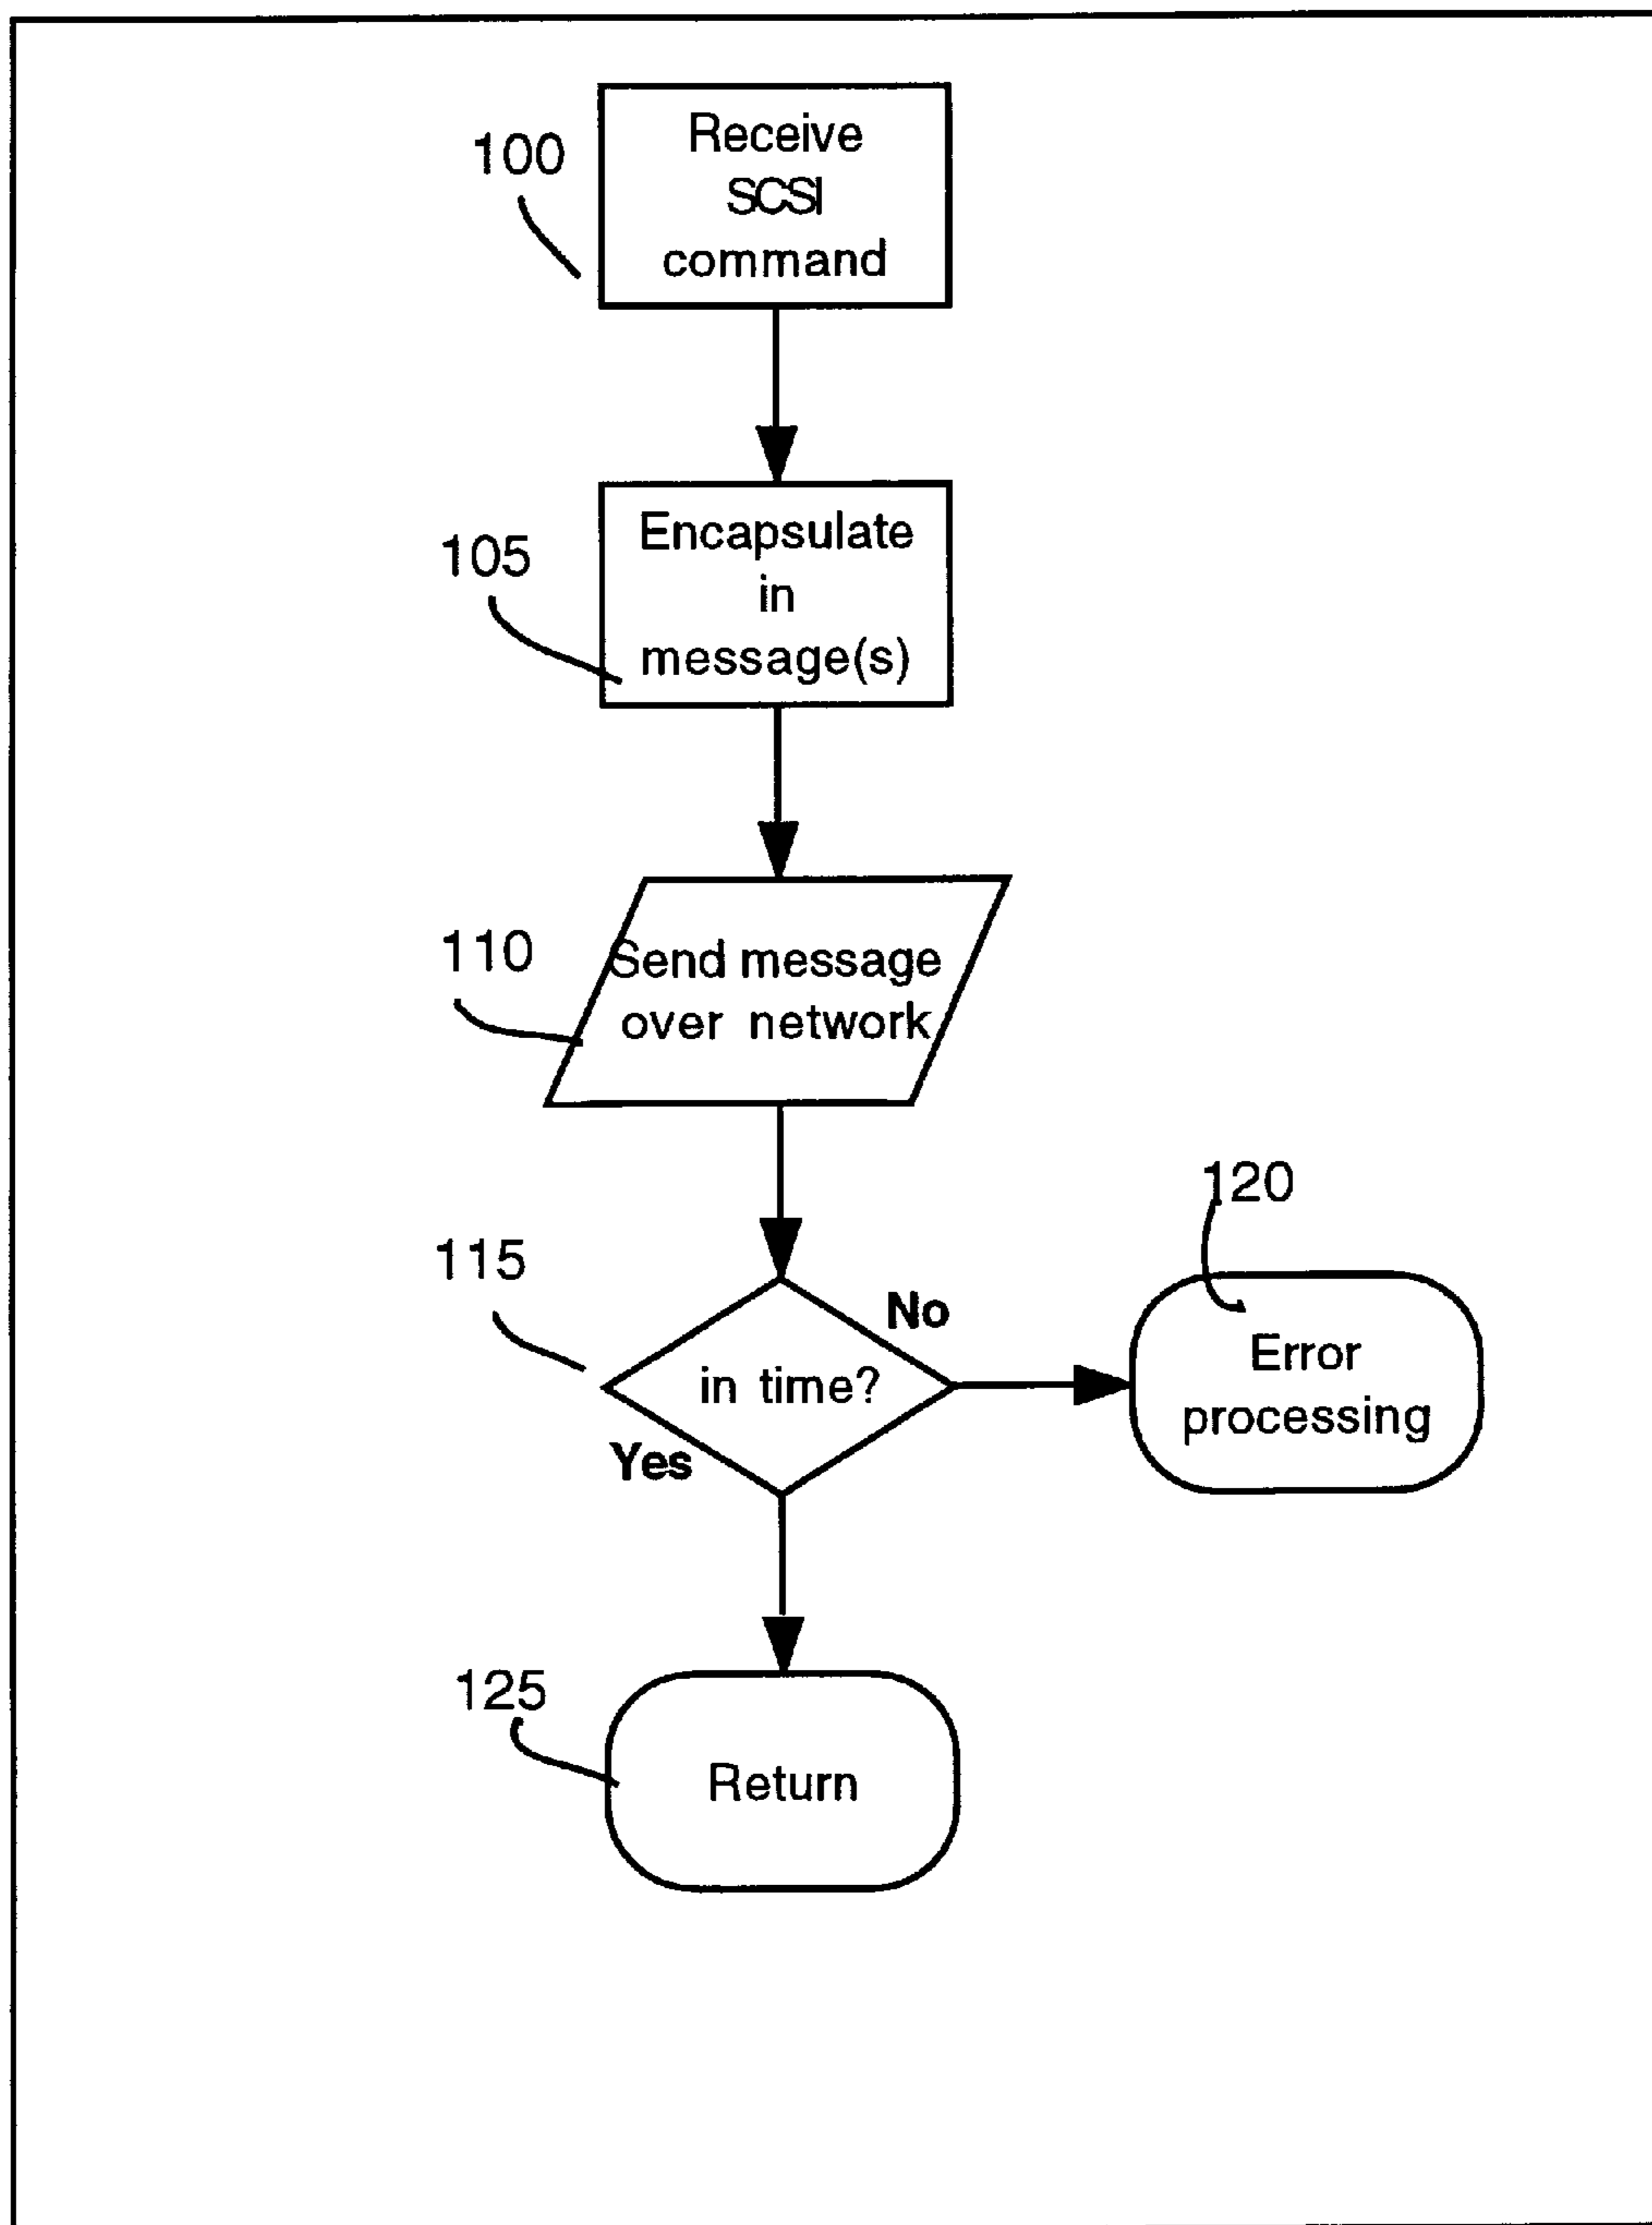 100
Receive
SCSI
command
105
Encapsulate
in
message(s)
110
Send message
over network
115
in time?
No
Yes
120
Error
processing
125
Return